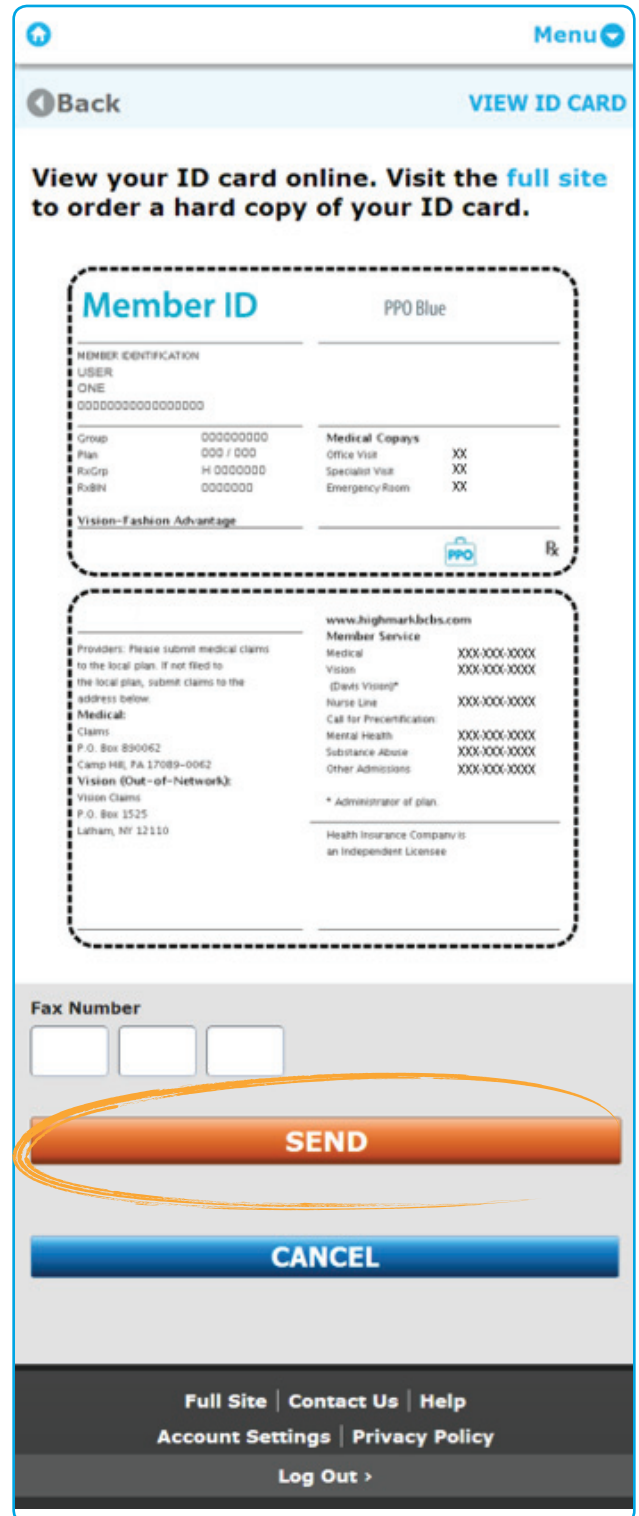 Menu
Back
VIEW ID CARD
View your ID card online. Visit the full site
to order a hard copy of your ID card.
Member ID
PPO Blue
MEMBER IDENTIFICATION
USER
ONE
00000000000000000
Group 000000000
Plan 000 / 000
RxGrp H 0000000
RxBIN 0000000
Vision-Fashion Advantage
Medical Copays
Office Visit XX
Specialist Visit XX
Emergency Room XX
PPO
℞
Providers: Please submit medical claims
to the local plan. If not filed to
the local plan, submit claims to the
address below.
Medical:
Claims
P.O. Box 890062
Camp Hill, PA 17089-0062
Vision (Out-of-Network):
Vision Claims
P.O. Box 1525
Latham, NY 12110
www.highmarkbcbs.com
Member Service
Medical XXX-XXX-XXXX
Vision XXX-XXX-XXXX
(Davis Vision)*
Nurse Line XXX-XXX-XXXX
Call for Precertification:
Mental Health XXX-XXX-XXXX
Substance Abuse XXX-XXX-XXXX
Other Admissions XXX-XXX-XXXX
* Administrator of plan.
Health Insurance Company is
an Independent Licensee
Fax Number
SEND
CANCEL
Full Site | Contact Us | Help
Account Settings | Privacy Policy
Log Out ›